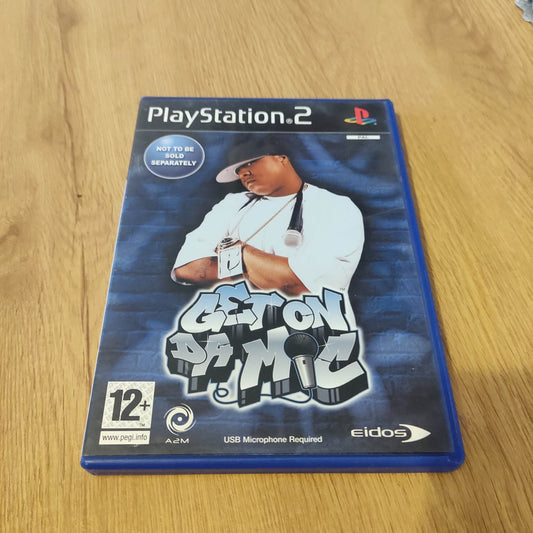 PlayStation®2
PAL
NOT TO BE
SOLD
SEPARATELY
GET ON
DA MIC
12+
www.pegi.info
A2M
USB Microphone Required
eidos